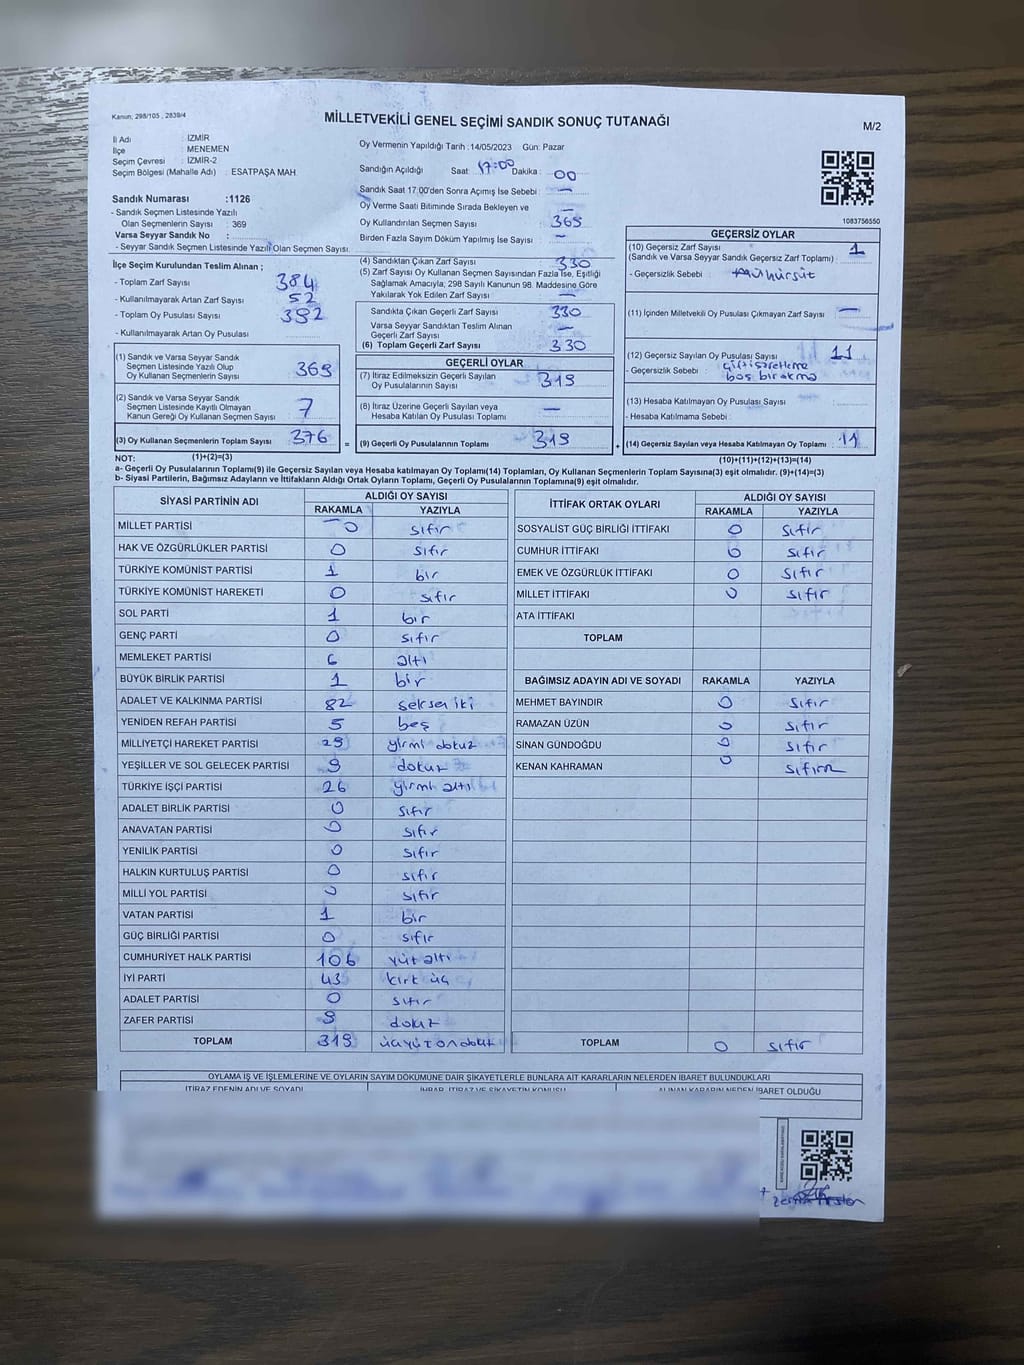 Kanun: 298/105 , 2839/4
MİLLETVEKİLİ GENEL SEÇİMİ SANDIK SONUÇ TUTANAĞI
M/2
İl Adı : İZMİR
İlçe : MENEMEN
Seçim Çevresi : İZMİR-2
Seçim Bölgesi (Mahalle Adı) : ESATPAŞA MAH.
Sandık Numarası :1126
- Sandık Seçmen Listesinde Yazılı
Olan Seçmenlerin Sayısı : 369
Varsa Seyyar Sandık No :
- Seyyar Sandık Seçmen Listesinde Yazılı Olan Seçmen Sayısı:
Oy Vermenin Yapıldığı Tarih :14/05/2023 Gün: Pazar
Sandığın Açıldığı Saat 17:00 Dakika : 00
Sandık Saat 17:00'den Sonra Açımış İse Sebebi : —
Oy Verme Saati Bitiminde Sırada Bekleyen ve —
Oy Kullandırılan Seçmen Sayısı : 369
Birden Fazla Sayım Döküm Yapılmış İse Sayısı : —
1083756550
İlçe Seçim Kurulundan Teslim Alınan ;
- Toplam Zarf Sayısı : 384
- Kullanılmayarak Artan Zarf Sayısı : 52
- Toplam Oy Pusulası Sayısı : 392
- Kullanılmayarak Artan Oy Pusulası
(1) Sandık ve Varsa Seyyar Sandık
Seçmen Listesinde Yazılı Olup
Oy Kullanan Seçmenlerin Sayısı : 369
(2) Sandık ve Varsa Seyyar Sandık
Seçmen Listesinde Kayıtlı Olmayan
Kanun Gereği Oy Kullanan Seçmen Sayısı : 7
(3) Oy Kullanan Seçmenlerin Toplam Sayısı : 376 =
(4) Sandıktan Çıkan Zarf Sayısı : 330
(5) Zarf Sayısı Oy Kullanan Seçmen Sayısından Fazla İse, Eşitliği
Sağlamak Amacıyla; 298 Sayılı Kanunun 98. Maddesine Göre
Yakılarak Yok Edilen Zarf Sayısı : —
Sandıkta Çıkan Geçerli Zarf Sayısı : 330
Varsa Seyyar Sandıktan Teslim Alınan
Geçerli Zarf Sayısı : —
(6) Toplam Geçerli Zarf Sayısı : 330
GEÇERLİ OYLAR
(7) İtiraz Edilmeksizin Geçerli Sayılan
Oy Pusulalarının Sayısı : 319
(8) İtiraz Üzerine Geçerli Sayılan veya
Hesaba Katılan Oy Pusulası Toplamı : —
(9) Geçerli Oy Pusulalarının Toplamı : 319 +
GEÇERSİZ OYLAR
(10) Geçersiz Zarf Sayısı : 1
(Sandık ve Varsa Seyyar Sandık Geçersiz Zarf Toplamı) :
- Geçersizlik Sebebi : Mühürsüt
(11) İçinden Milletvekili Oy Pusulası Çıkmayan Zarf Sayısı : —
(12) Geçersiz Sayılan Oy Pusulası Sayısı : 11
- Geçersizlik Sebebi : çift işaretleme
boş bırakma
(13) Hesaba Katılmayan Oy Pusulası Sayısı :
- Hesaba Katılmama Sebebi :
(14) Geçersiz Sayılan veya Hesaba Katılmayan Oy Toplamı : 11
NOT: (1)+(2)=(3)
(10)+(11)+(12)+(13)=(14)
a- Geçerli Oy Pusulalarının Toplamı(9) ile Geçersiz Sayılan veya Hesaba katılmayan Oy Toplamı(14) Toplamları, Oy Kullanan Seçmenlerin Toplam Sayısına(3) eşit olmalıdır. (9)+(14)=(3)
b- Siyasi Partilerin, Bağımsız Adayların ve İttifakların Aldığı Ortak Oyların Toplamı, Geçerli Oy Pusulalarının Toplamına(9) eşit olmalıdır.
SİYASİ PARTİNİN ADI ALDIĞI OY SAYISI
RAKAMLA YAZIYLA
MİLLET PARTİSİ 0 sıfır
HAK VE ÖZGÜRLÜKLER PARTİSİ 0 sıfır
TÜRKİYE KOMÜNİST PARTİSİ 1 bir
TÜRKİYE KOMÜNİST HAREKETİ 0 sıfır
SOL PARTİ 1 bir
GENÇ PARTİ 0 sıfır
MEMLEKET PARTİSİ 6 altı
BÜYÜK BİRLİK PARTİSİ 1 bir
ADALET VE KALKINMA PARTİSİ 82 seksen iki
YENİDEN REFAH PARTİSİ 5 beş
MİLLİYETÇİ HAREKET PARTİSİ 29 yirmi dokuz
YEŞİLLER VE SOL GELECEK PARTİSİ 9 dokuz
TÜRKİYE İŞÇİ PARTİSİ 26 yirmi altı
ADALET BİRLİK PARTİSİ 0 sıfır
ANAVATAN PARTİSİ 0 sıfır
YENİLİK PARTİSİ 0 sıfır
HALKIN KURTULUŞ PARTİSİ 0 sıfır
MİLLİ YOL PARTİSİ 0 sıfır
VATAN PARTİSİ 1 bir
GÜÇ BİRLİĞİ PARTİSİ 0 sıfır
CUMHURİYET HALK PARTİSİ 106 yüz altı
İYİ PARTİ 43 kırk üç
ADALET PARTİSİ 0 sıfır
ZAFER PARTİSİ 9 dokuz
TOPLAM 319 üçyüzondokuz
İTTİFAK ORTAK OYLARI ALDIĞI OY SAYISI
RAKAMLA YAZIYLA
SOSYALİST GÜÇ BİRLİĞİ İTTİFAKI 0 sıfır
CUMHUR İTTİFAKI 0 sıfır
EMEK VE ÖZGÜRLÜK İTTİFAKI 0 sıfır
MİLLET İTTİFAKI 0 sıfır
ATA İTTİFAKI
TOPLAM
BAĞIMSIZ ADAYIN ADI VE SOYADI RAKAMLA YAZIYLA
MEHMET BAYINDIR 0 sıfır
RAMAZAN ÜZÜN 0 sıfır
SİNAN GÜNDOĞDU 0 sıfır
KENAN KAHRAMAN 0 sıfır
TOPLAM 0 sıfır
OYLAMA İŞ VE İŞLEMLERİNE VE OYLARIN SAYIM DÖKÜMÜNE DAİR ŞİKAYETLERLE BUNLARA AİT KARARLARIN NELERDEN İBARET BULUNDUKLARI
İTİRAZ EDENİN ADI VE SOYADI İHBAR, İTİRAZ VE ŞİKAYETİN KONUSU ALINAN KARARIN NEDEN İBARET OLDUĞU